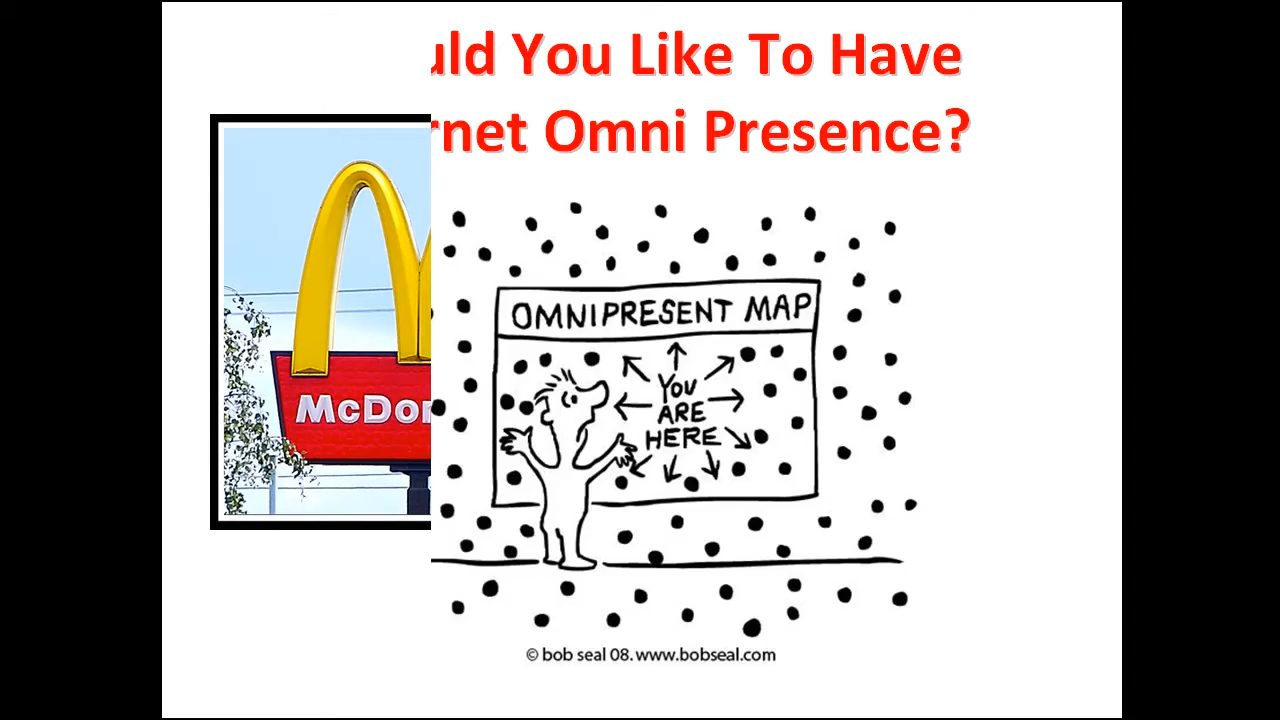 uld You Like To Have
rnet Omni Presence?
McDon
OMNIPRESENT MAP
YOU
ARE
HERE
© bob seal 08. www.bobseal.com